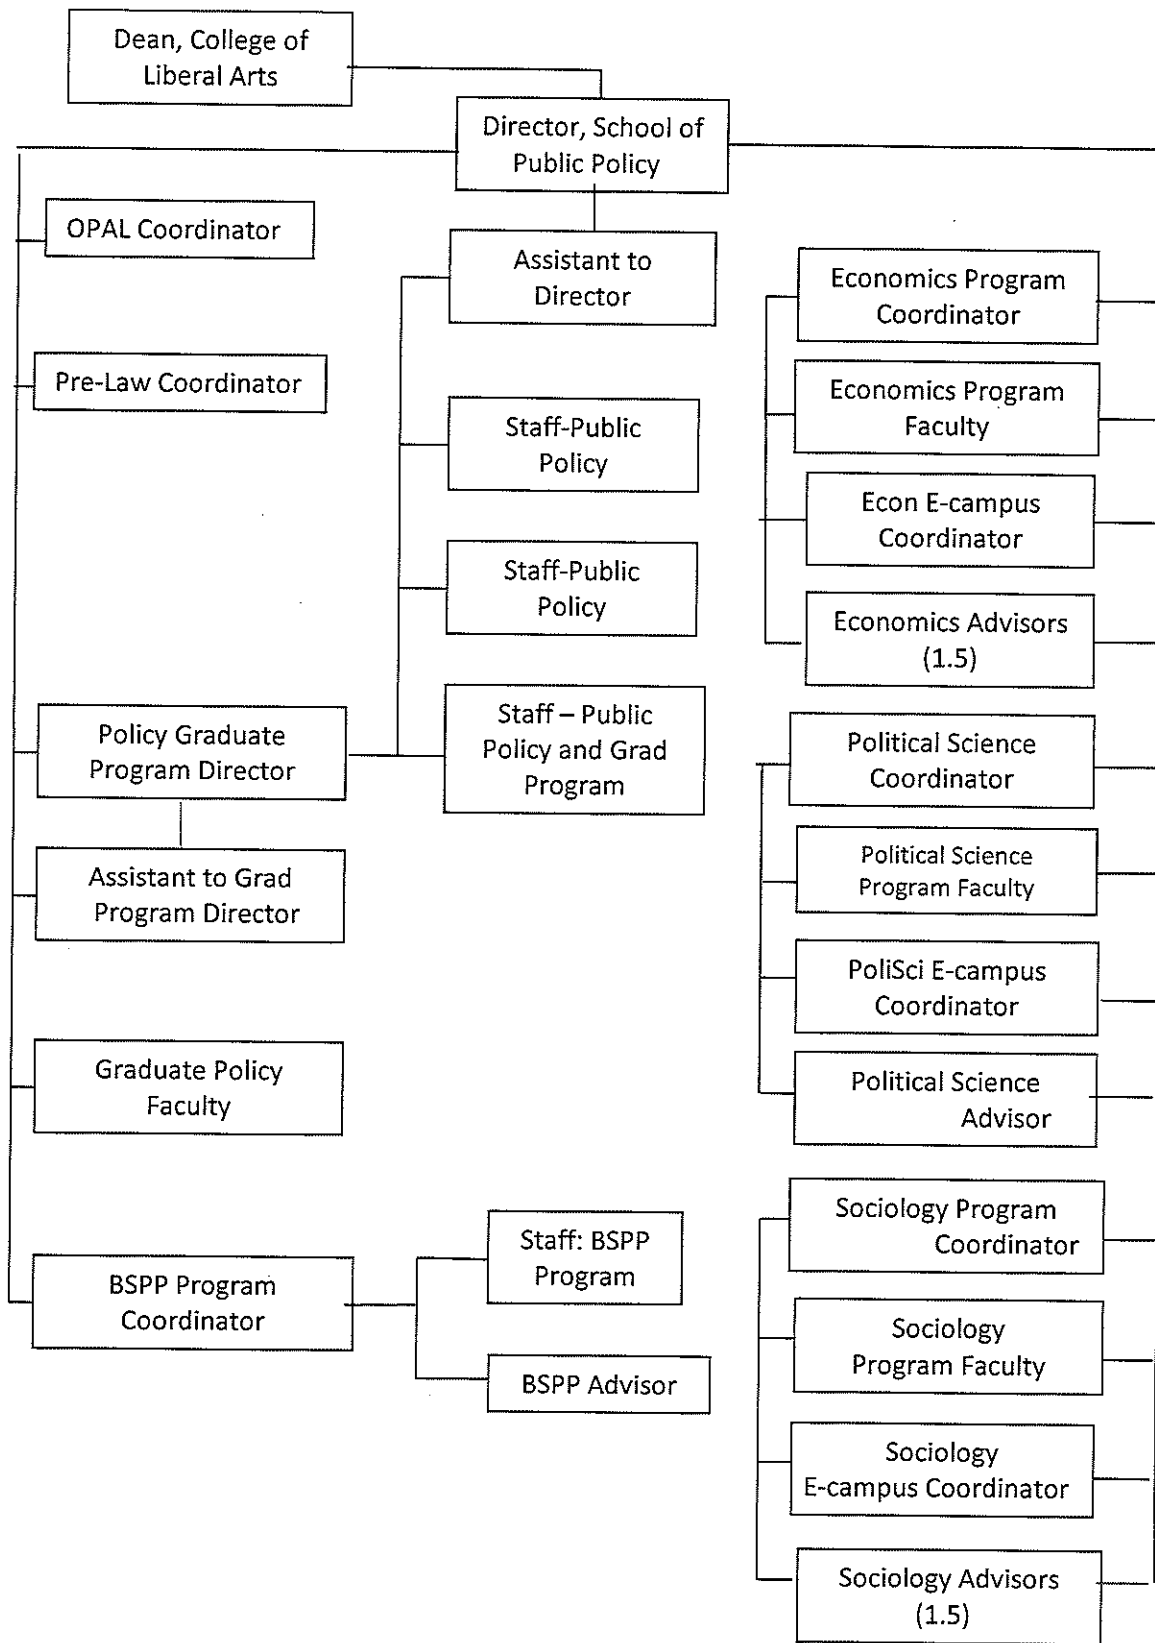 Dean, College of
Liberal Arts
Director, School of
Public Policy
OPAL Coordinator
Pre-Law Coordinator
Policy Graduate
Program Director
Assistant to Grad
Program Director
Graduate Policy
Faculty
BSPP Program
Coordinator
Assistant to
Director
Staff-Public
Policy
Staff-Public
Policy
Staff – Public
Policy and Grad
Program
Staff: BSPP
Program
BSPP Advisor
Economics Program
Coordinator
Economics Program
Faculty
Econ E-campus
Coordinator
Economics Advisors
(1.5)
Political Science
Coordinator
Political Science
Program Faculty
PoliSci E-campus
Coordinator
Political Science
Advisor
Sociology Program
Coordinator
Sociology
Program Faculty
Sociology
E-campus Coordinator
Sociology Advisors
(1.5)